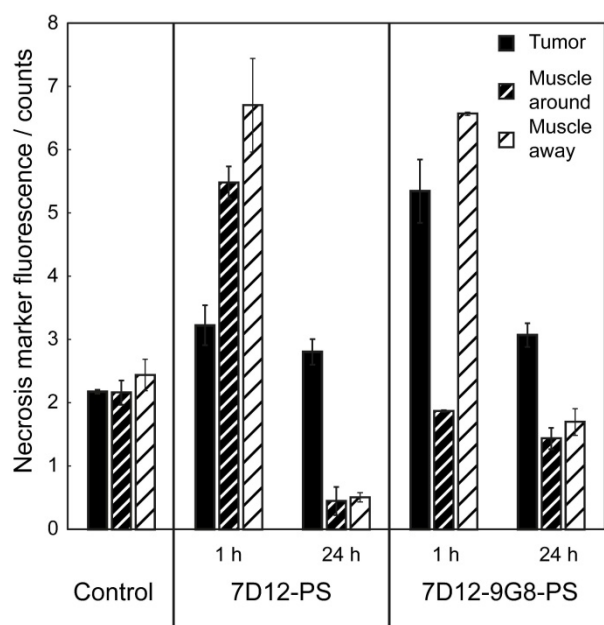 Necrosis marker fluorescence / counts
8
7
6
5
4
3
2
1
0
Tumor
Muscle
around
Muscle
away
1 h
24 h
1 h
24 h
Control
7D12-PS
7D12-9G8-PS